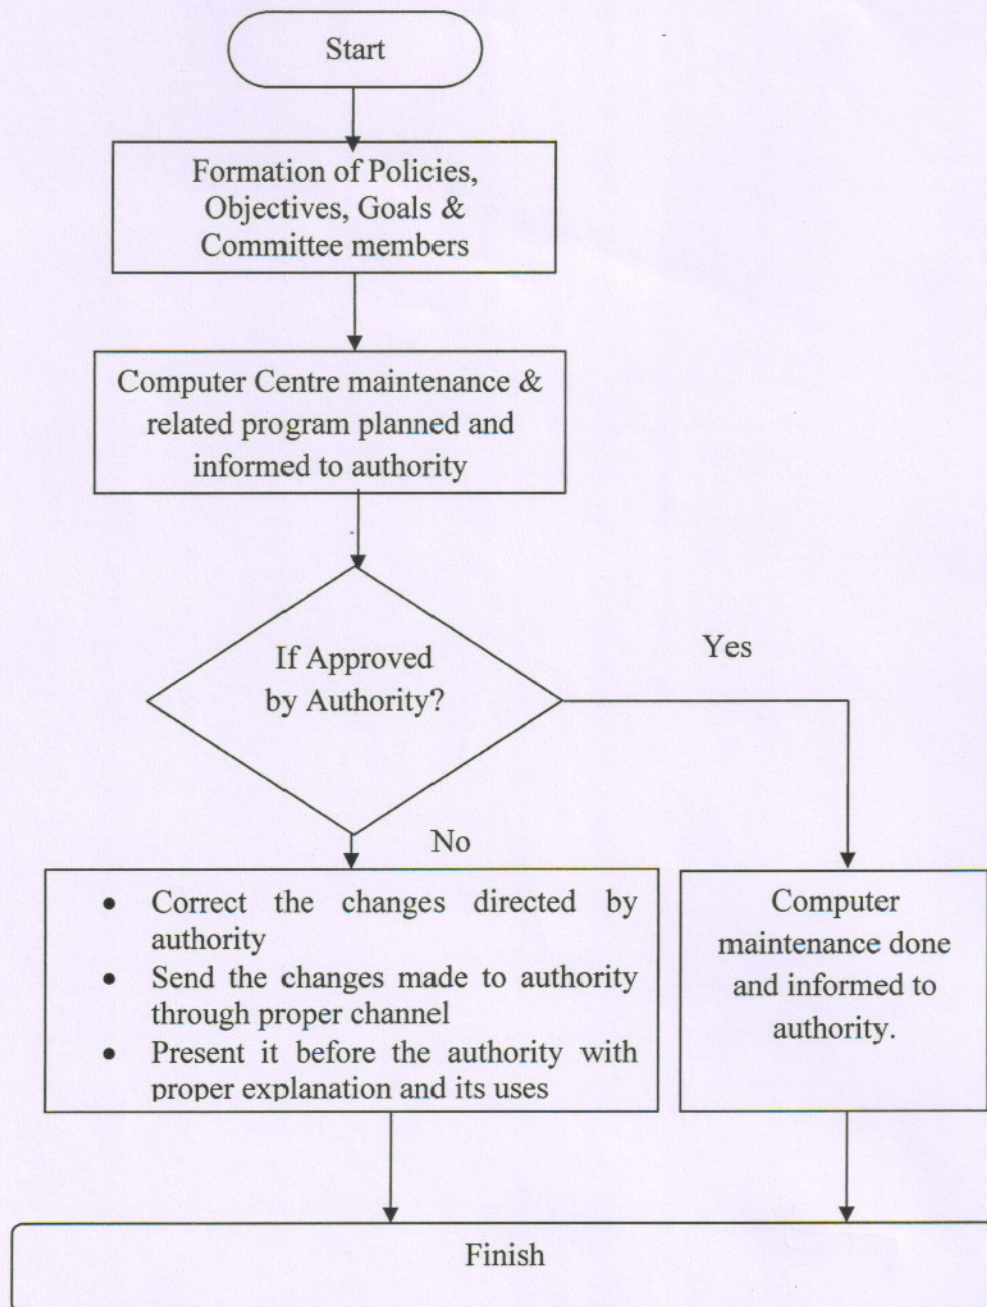 Start
Formation of Policies,
Objectives, Goals &
Committee members
Computer Centre maintenance &
related program planned and
informed to authority
If Approved
by Authority?
Yes
No
• Correct the changes directed by
authority
• Send the changes made to authority
through proper channel
• Present it before the authority with
proper explanation and its uses
Computer
maintenance done
and informed to
authority.
Finish